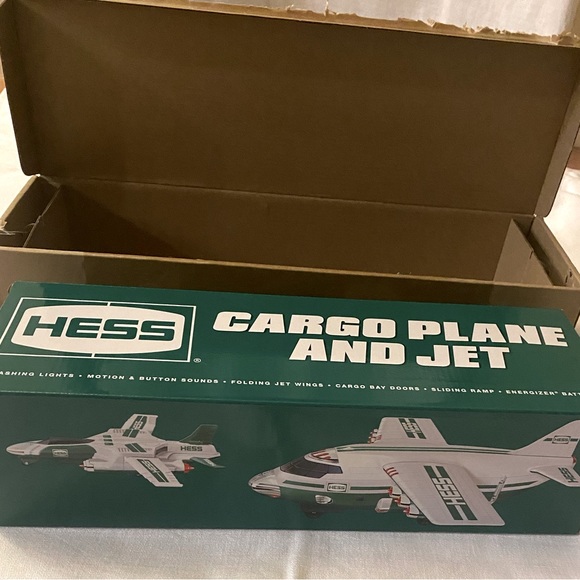 HESS ®
CARGO PLANE
AND JET
LIGHTS • MOTION & BUTTON SOUNDS • FOLDING JET WINGS • CARGO BAY DOORS • SLIDING RAMP • ENERGIZER®
HESS
HESS
HESS
HESS
HESS